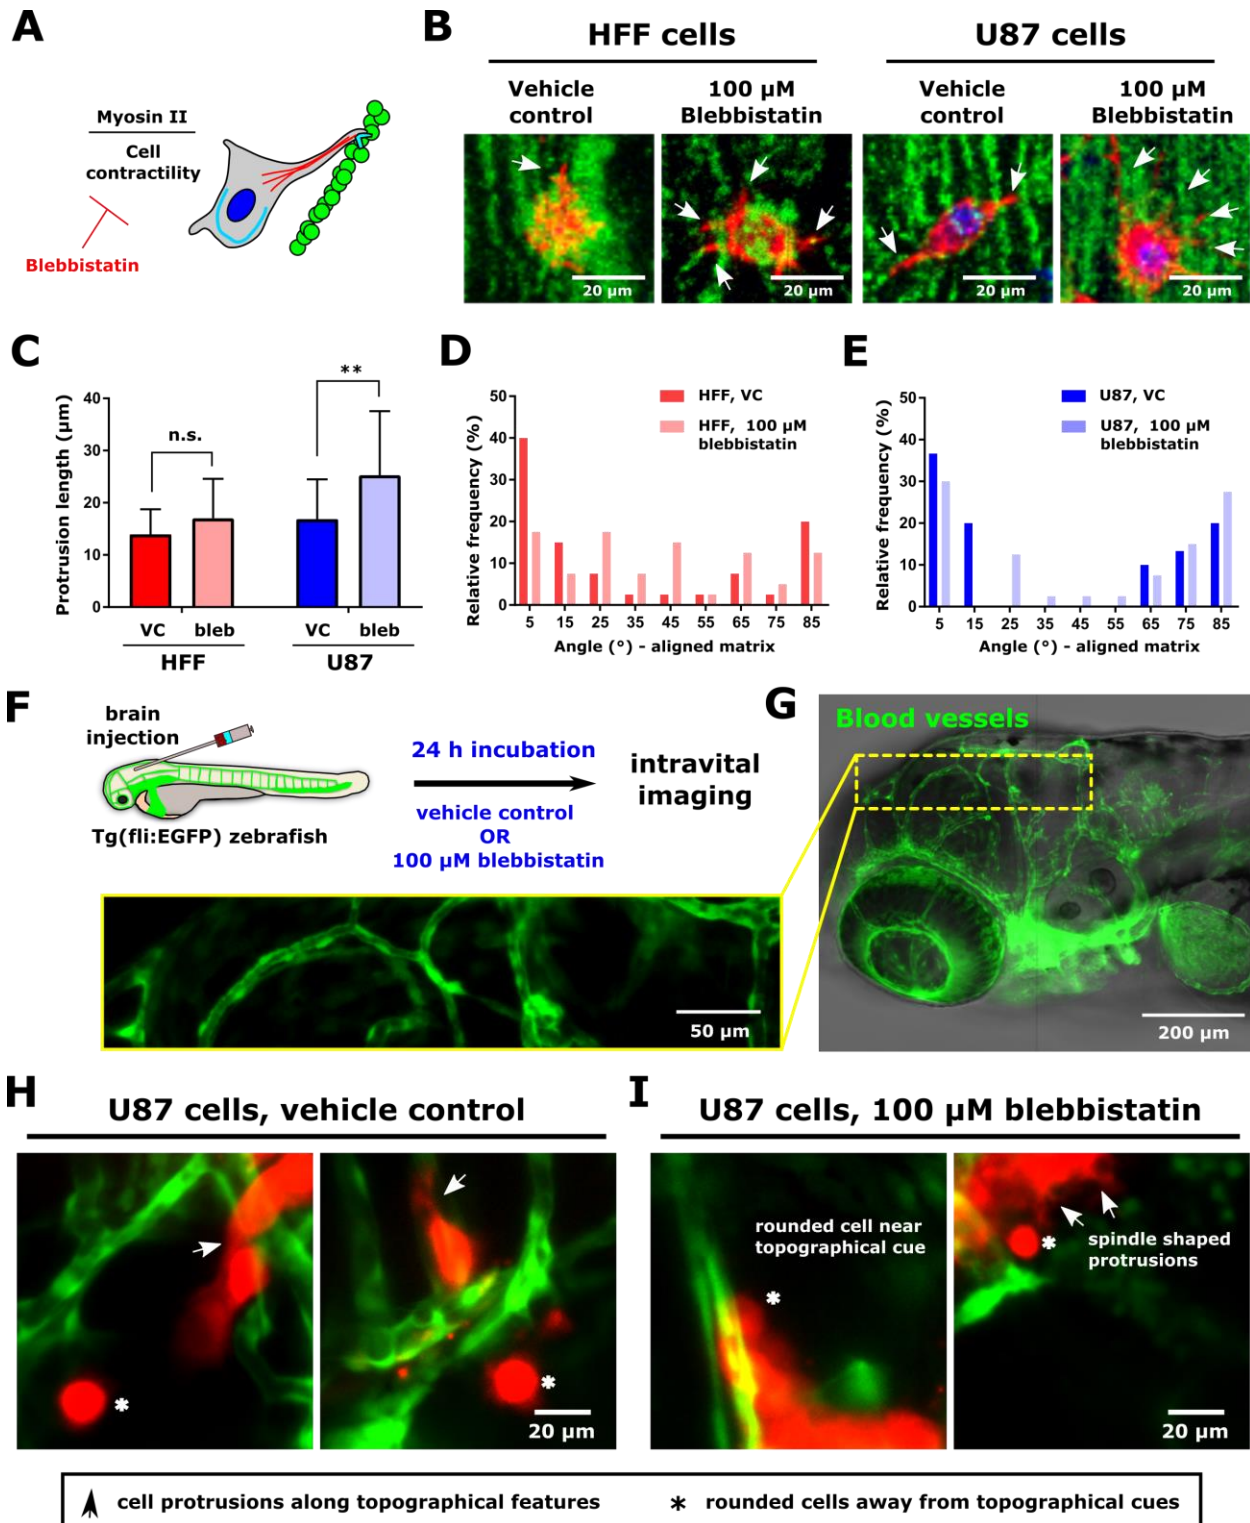 A
Myosin II
Cell
contractility
Blebbistatin
B
HFF cells
U87 cells
Vehicle
control
100 µM
Blebbistatin
Vehicle
control
100 µM
Blebbistatin
20 µm
20 µm
20 µm
20 µm
C
Protrusion length (µm)
40
30
20
10
0
n.s.
**
VC
bleb
VC
bleb
HFF
U87
D
Relative frequency (%)
50
40
30
20
10
0
HFF, VC
HFF, 100 µM
blebbistatin
5 15 25 35 45 55 65 75 85
Angle (°) - aligned matrix
E
Relative frequency (%)
50
40
30
20
10
0
U87, VC
U87, 100 µM
blebbistatin
5 15 25 35 45 55 65 75 85
Angle (°) - aligned matrix
F
brain
injection
Tg(fli:EGFP) zebrafish
24 h incubation
vehicle control
OR
100 µM blebbistatin
intravital
imaging
50 µm
G
Blood vessels
200 µm
H
U87 cells, vehicle control
*
*
20 µm
I
U87 cells, 100 µM blebbistatin
rounded cell near
topographical cue
*
*
spindle shaped
protrusions
20 µm
cell protrusions along topographical features
* rounded cells away from topographical cues